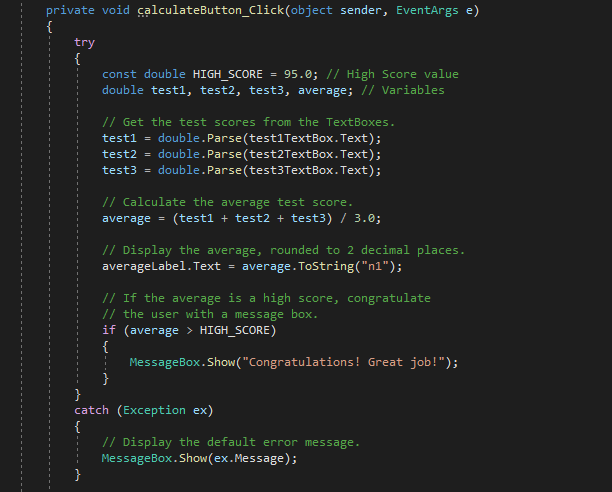 private void calculateButton_Click(object sender, EventArgs e)
{
try
{
const double HIGH_SCORE = 95.0; // High Score value
double test1, test2, test3, average; // Variables
// Get the test scores from the TextBoxes.
test1 = double.Parse(test1TextBox.Text);
test2 = double.Parse(test2TextBox.Text);
test3 = double.Parse(test3TextBox.Text);
// Calculate the average test score.
average = (test1 + test2 + test3) / 3.0;
// Display the average, rounded to 2 decimal places.
averageLabel.Text = average.ToString("n1");
// If the average is a high score, congratulate
// the user with a message box.
if (average > HIGH_SCORE)
{
MessageBox.Show("Congratulations! Great job!");
}
}
catch (Exception ex)
{
// Display the default error message.
MessageBox.Show(ex.Message);
}